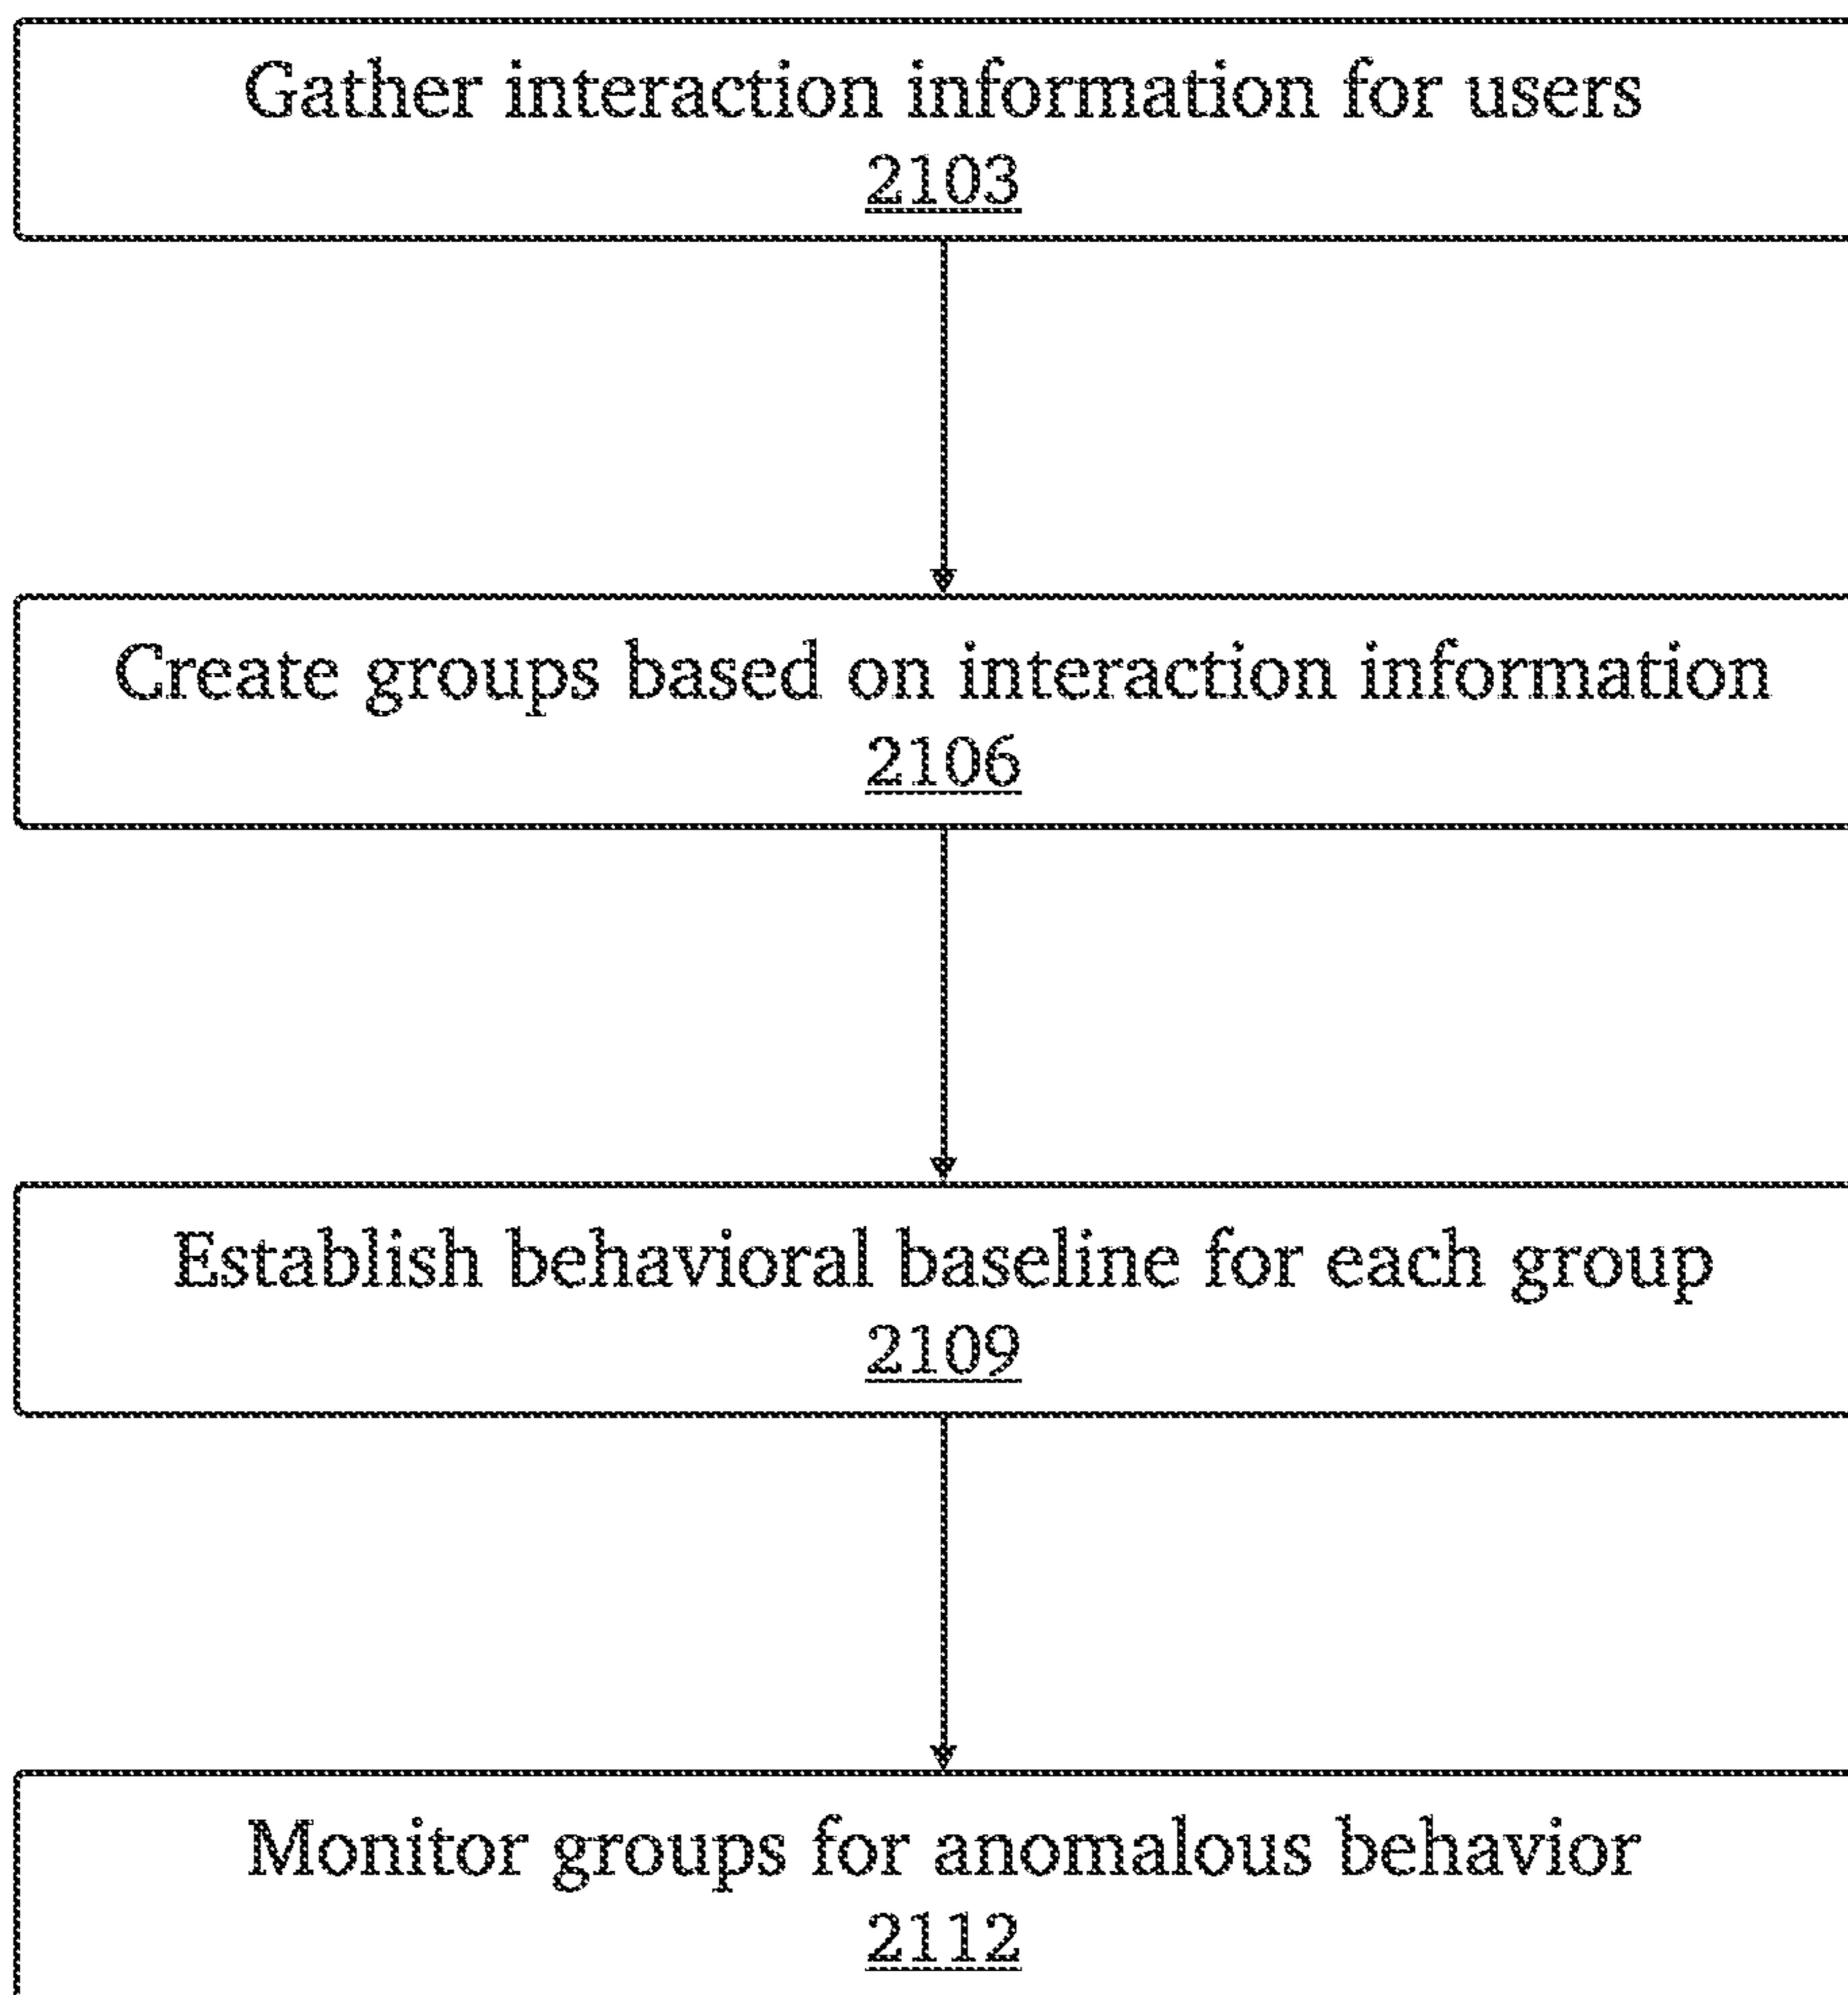 Gather interaction information for users
2103
Create groups based on interaction information
2106
Establish behavioral baseline for each group
2109
Monitor groups for anomalous behavior
2112